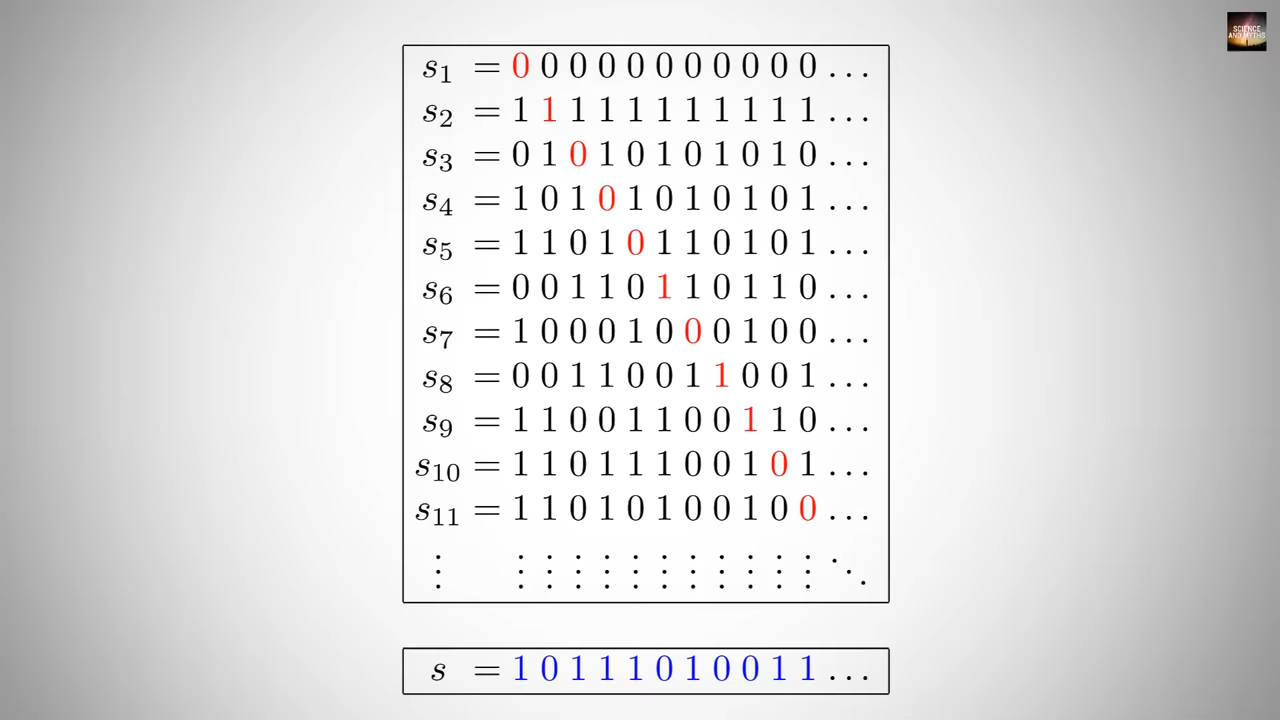 SCIENCE
AND MYTHS
s₁ = 0 0 0 0 0 0 0 0 0 0 0 ...
s₂ = 1 1 1 1 1 1 1 1 1 1 1 ...
s₃ = 0 1 0 1 0 1 0 1 0 1 0 ...
s₄ = 1 0 1 0 1 0 1 0 1 0 1 ...
s₅ = 1 1 0 1 0 1 1 0 1 0 1 ...
s₆ = 0 0 1 1 0 1 1 0 1 1 0 ...
s₇ = 1 0 0 0 1 0 0 0 1 0 0 ...
s₈ = 0 0 1 1 0 0 1 1 0 0 1 ...
s₉ = 1 1 0 0 1 1 0 0 1 1 0 ...
s₁₀ = 1 1 0 1 1 1 0 0 1 0 1 ...
s₁₁ = 1 1 0 1 0 1 0 0 1 0 0 ...
⋮ ⋮ ⋮ ⋮ ⋮ ⋮ ⋮ ⋮ ⋮ ⋮ ⋮ ⋮ ⋱
s = 1 0 1 1 1 0 1 0 0 1 1 ...